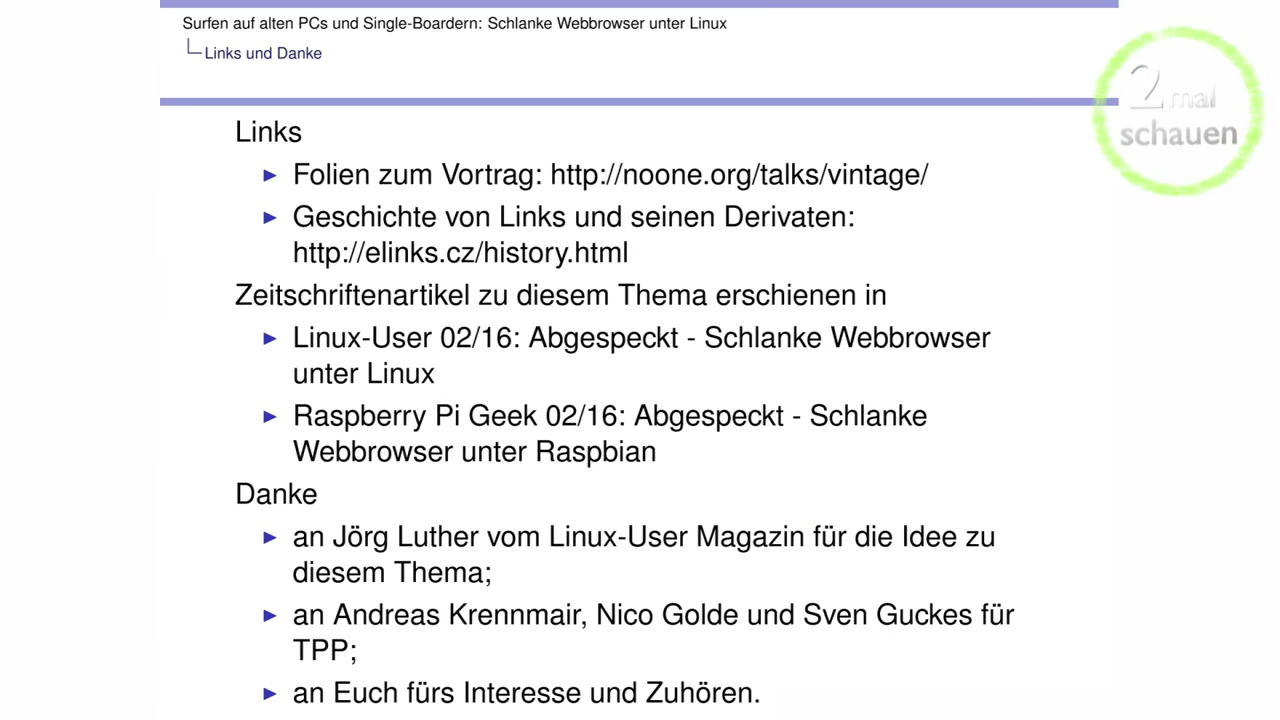 Surfen auf alten PCs und Single-Boardern: Schlanke Webbrowser unter Linux
Links und Danke
2 mal
schauen
Links
Folien zum Vortrag: http://noone.org/talks/vintage/
Geschichte von Links und seinen Derivaten:
http://elinks.cz/history.html
Zeitschriftenartikel zu diesem Thema erschienen in
Linux-User 02/16: Abgespeckt - Schlanke Webbrowser
unter Linux
Raspberry Pi Geek 02/16: Abgespeckt - Schlanke
Webbrowser unter Raspbian
Danke
an Jörg Luther vom Linux-User Magazin für die Idee zu
diesem Thema;
an Andreas Krennmair, Nico Golde und Sven Guckes für
TPP;
an Euch fürs Interesse und Zuhören.